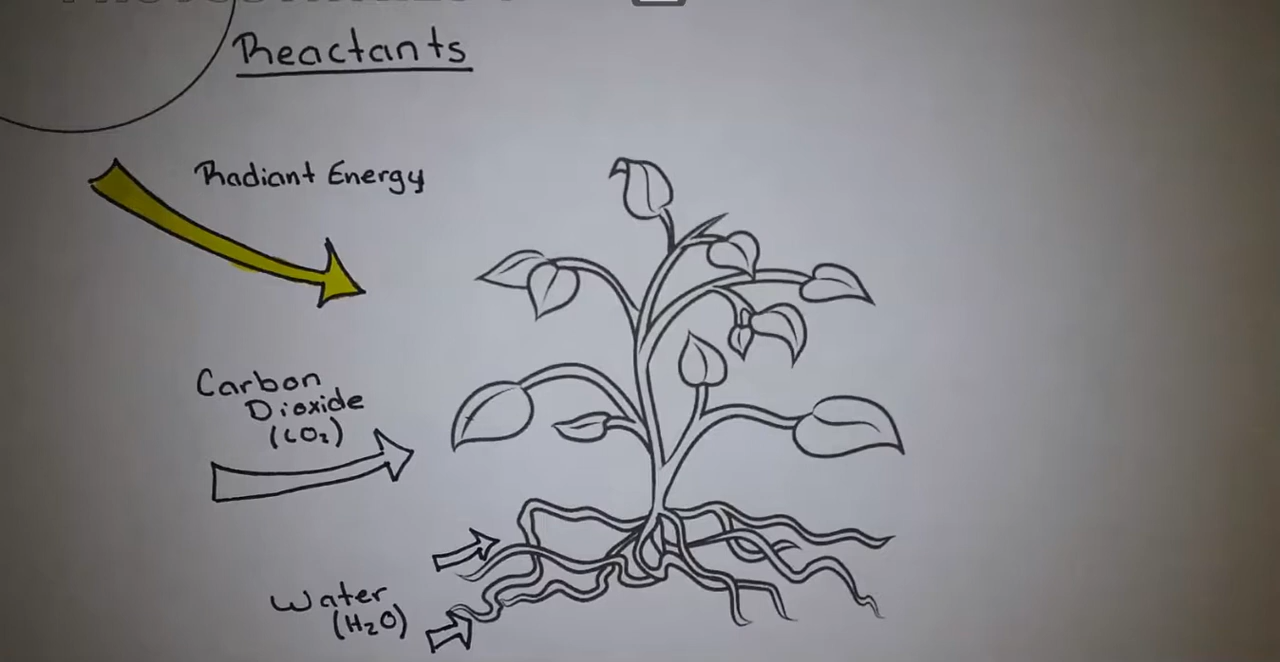 Reactants
Radiant Energy
Carbon
Dioxide
(CO₂)
Water
(H₂O)